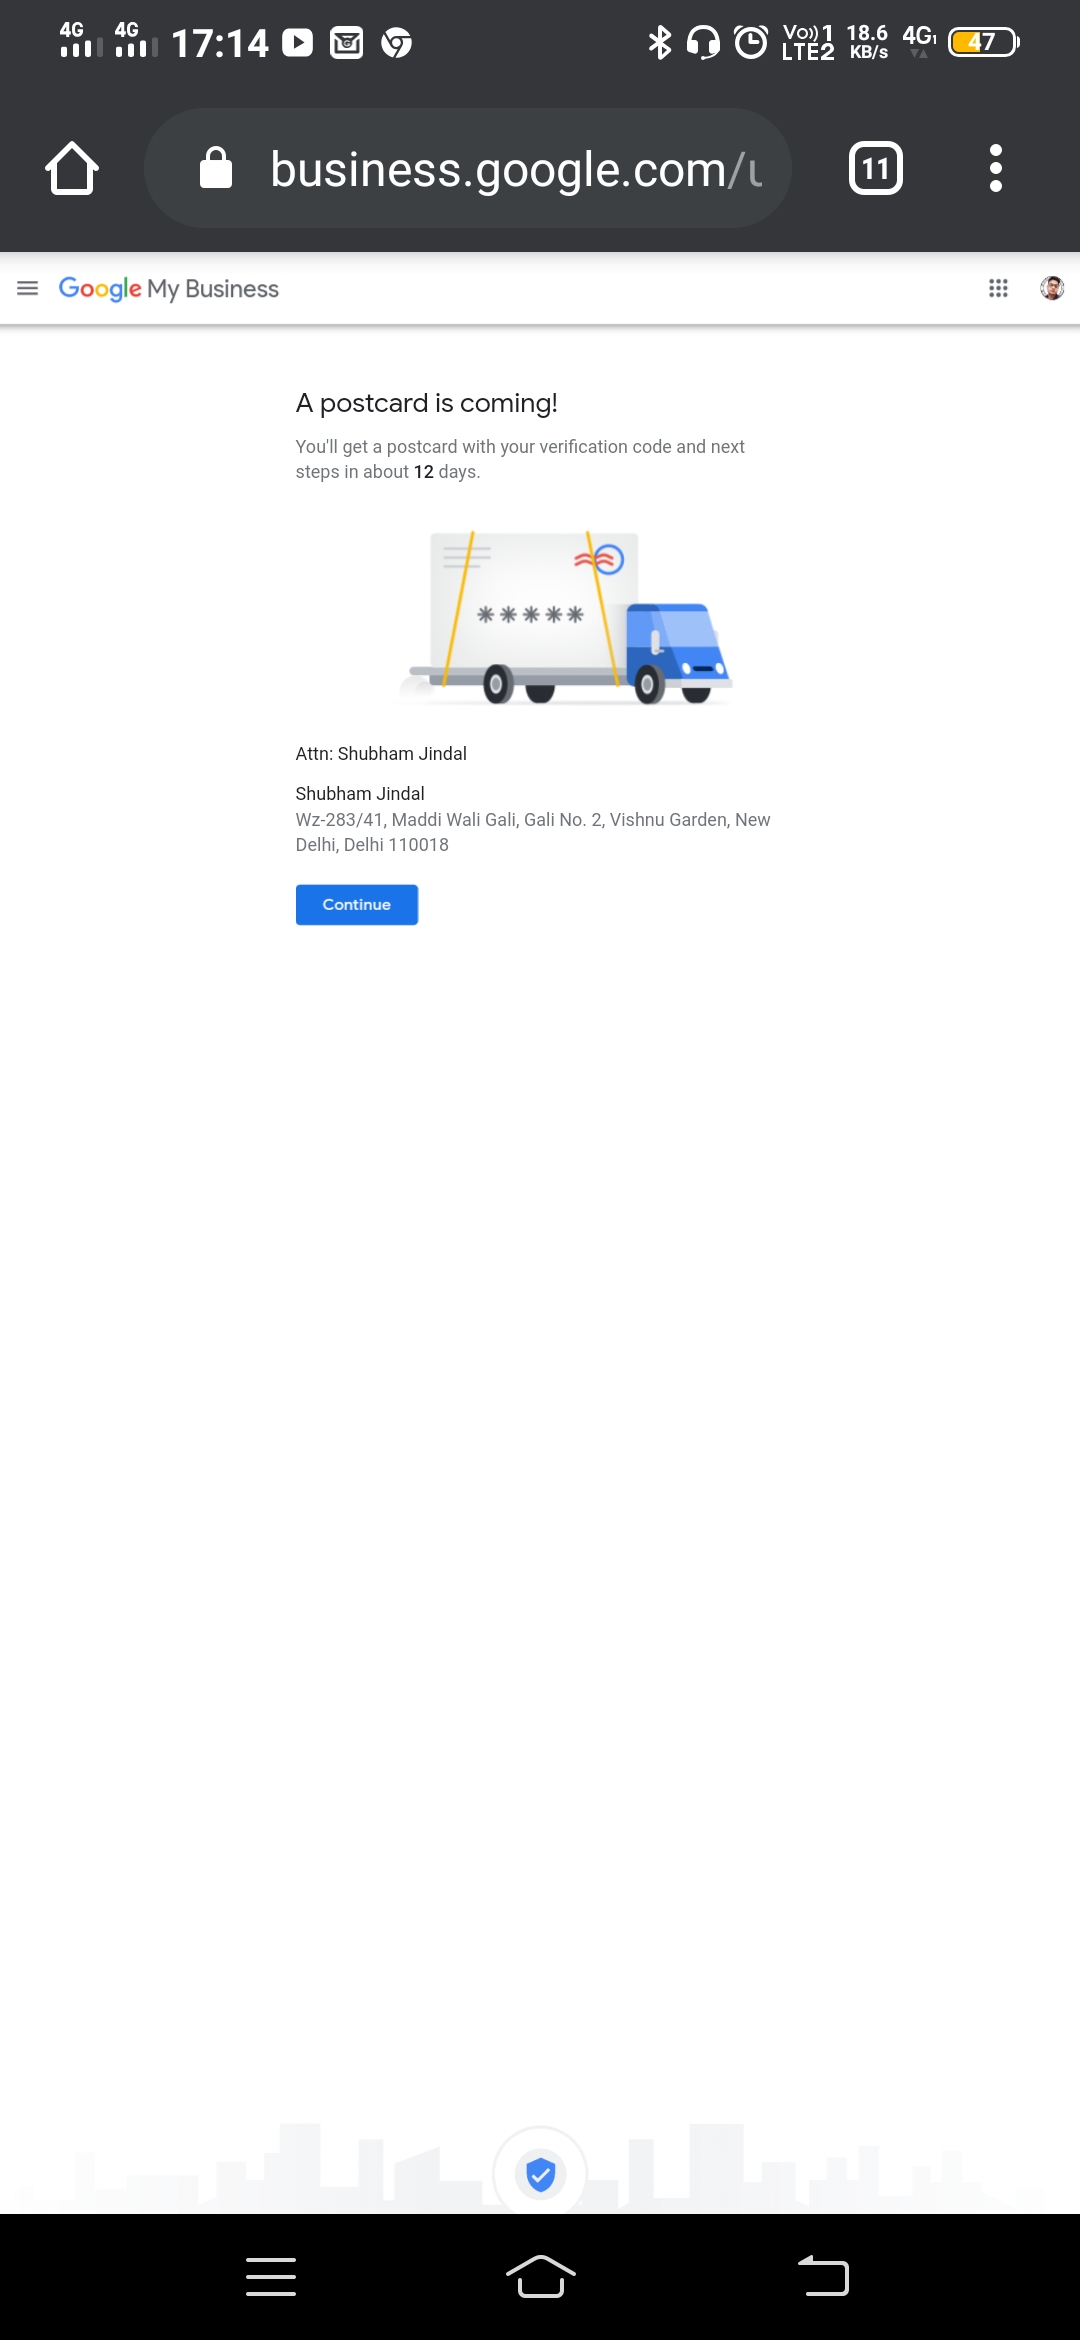 4G 4G 17:14 Vo)) 1 LTE2 18.6 KB/s 4G1 47
business.google.com/
11
Google My Business
A postcard is coming!
You'll get a postcard with your verification code and next
steps in about 12 days.
*****
Attn: Shubham Jindal
Shubham Jindal
Wz-283/41, Maddi Wali Gali, Gali No. 2, Vishnu Garden, New
Delhi, Delhi 110018
Continue